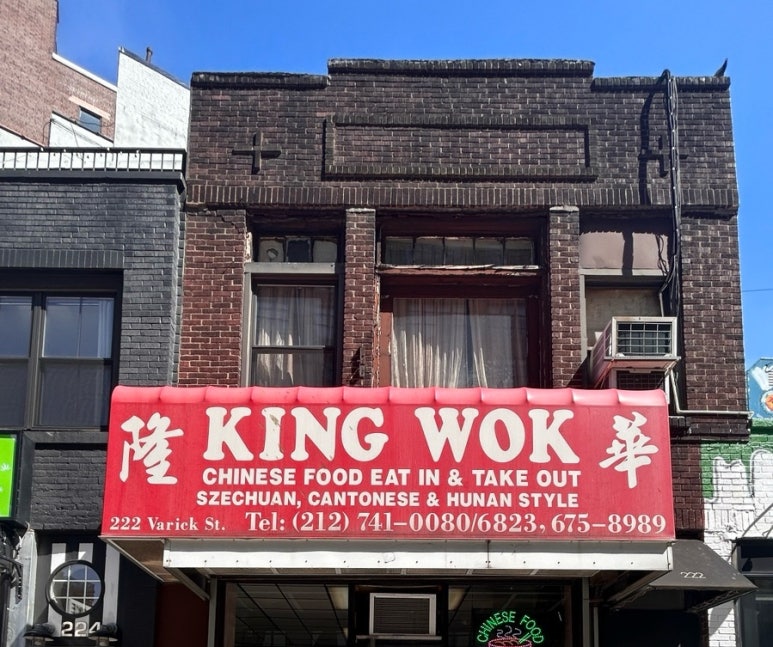 隆 KING WOK 華
CHINESE FOOD EAT IN & TAKE OUT
SZECHUAN, CANTONESE & HUNAN STYLE
222 Varick St. Tel: (212) 741-0080/6823, 675-8989
222
224
CHINESE FOOD